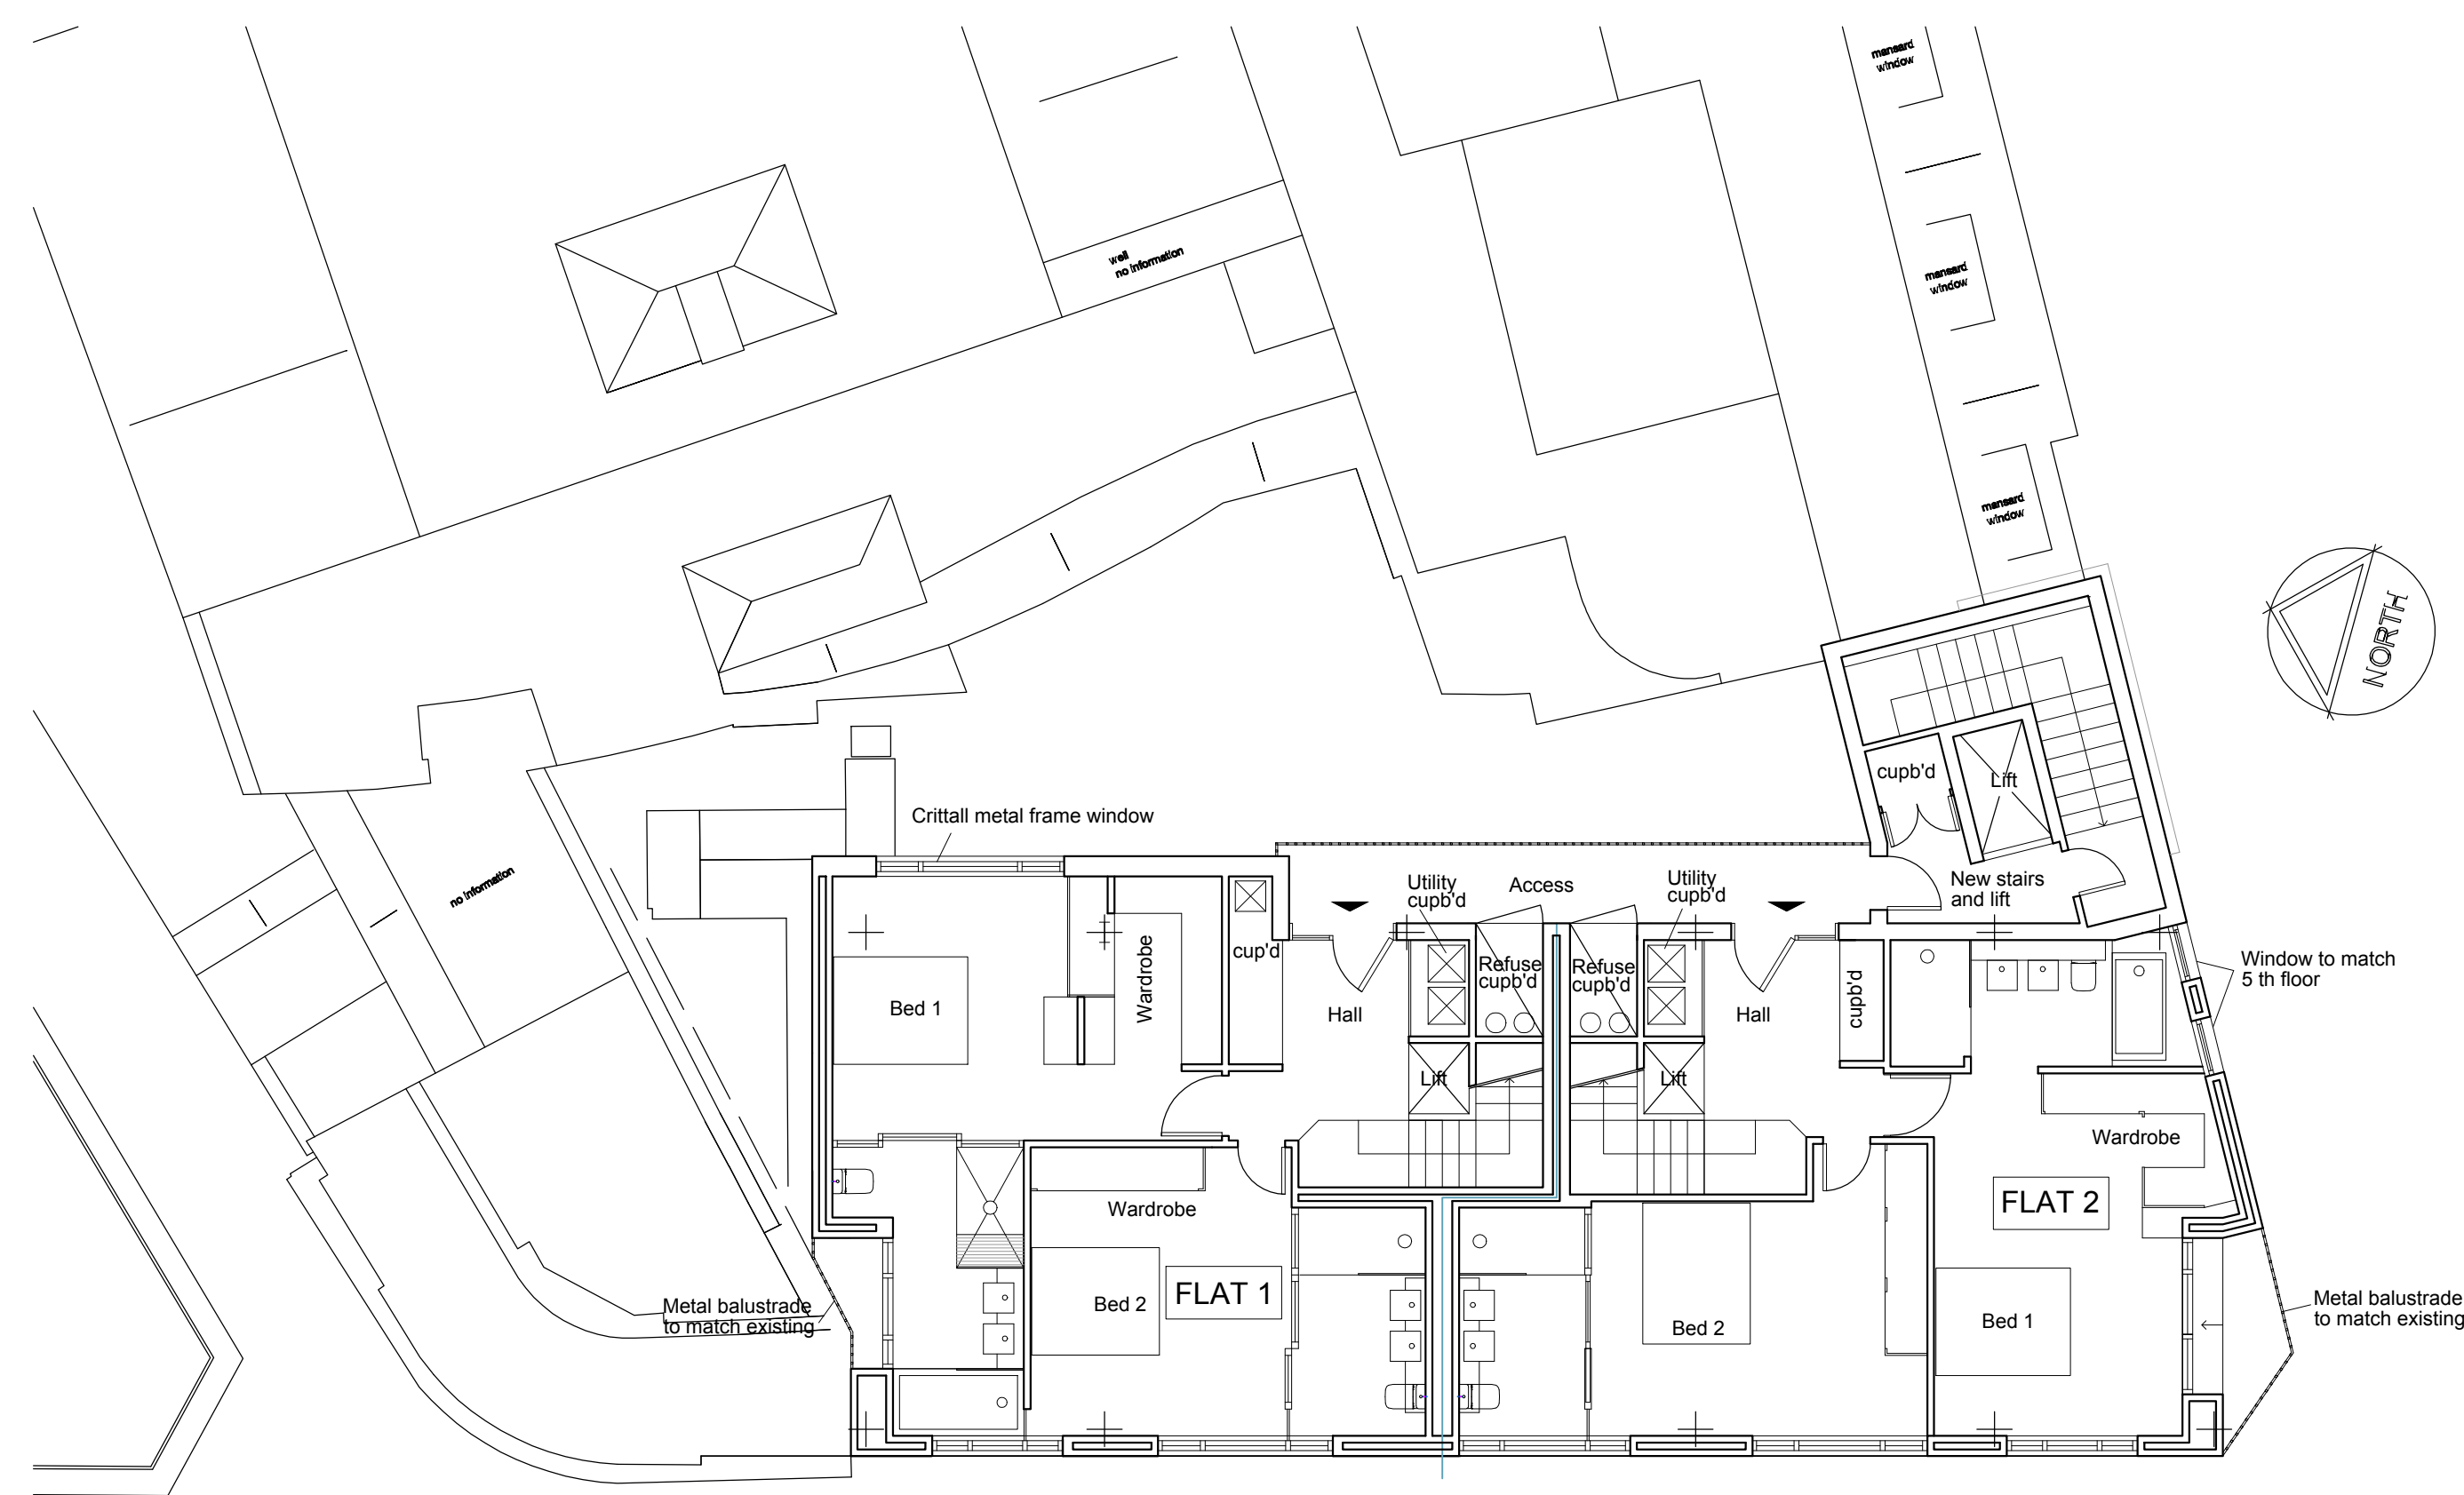 mansard
window
well
no information
mansard
window
mansard
window
NORTH
cupb'd
Lift
Crittall metal frame window
no information
Utility
cupb'd
Access
Utility
cupb'd
New stairs
and lift
Wardrobe
cup'd
Refuse
cupb'd
Refuse
cupb'd
cupb'd
Window to match
5 th floor
Bed 1
Hall
Hall
Lift
Lift
Wardrobe
Wardrobe
FLAT 2
Metal balustrade
to match existing
Bed 2
FLAT 1
Bed 2
Bed 1
Metal balustrade
to match existing